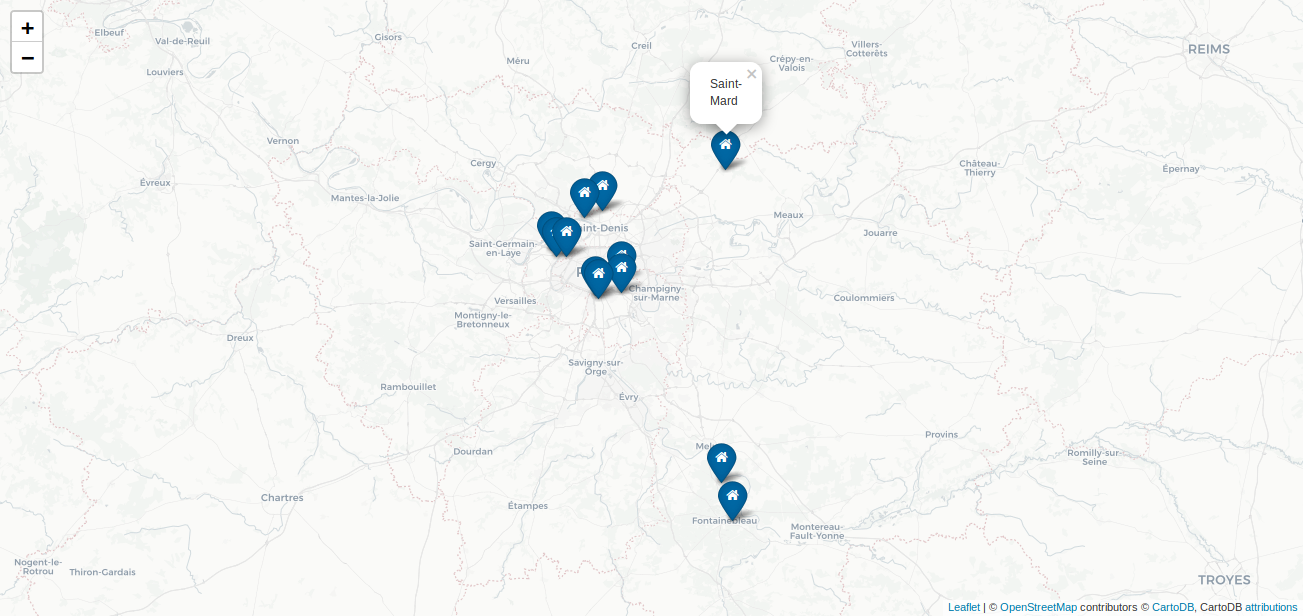 +
−
Elbeuf
Val-de-Reuil
Gisors
Creil
Villers-
Cotterêts
REIMS
Méru
Crépy-en-
Valois
Louviers
×
Saint-
Mard
Vernon
Cergy
Château-
Thierry
Épernay
Évreux
Mantes-la-Jolie
Meaux
int-Denis
Jouarre
Saint-Germain-
en-Laye
Champigny-
sur-Marne
Versailles
Coulommiers
Montigny-le-
Bretonneux
Dreux
Savigny-sur-
Orge
Rambouillet
Évry
Provins
Mel
Dourdan
Romilly-sur-
Seine
Chartres
Étampes
Fontainebleau
Montereau-
Fault-Yonne
Nogent-le-
Rotrou
Thiron-Gardais
TROYES
Leaflet | © OpenStreetMap contributors © CartoDB, CartoDB attributions